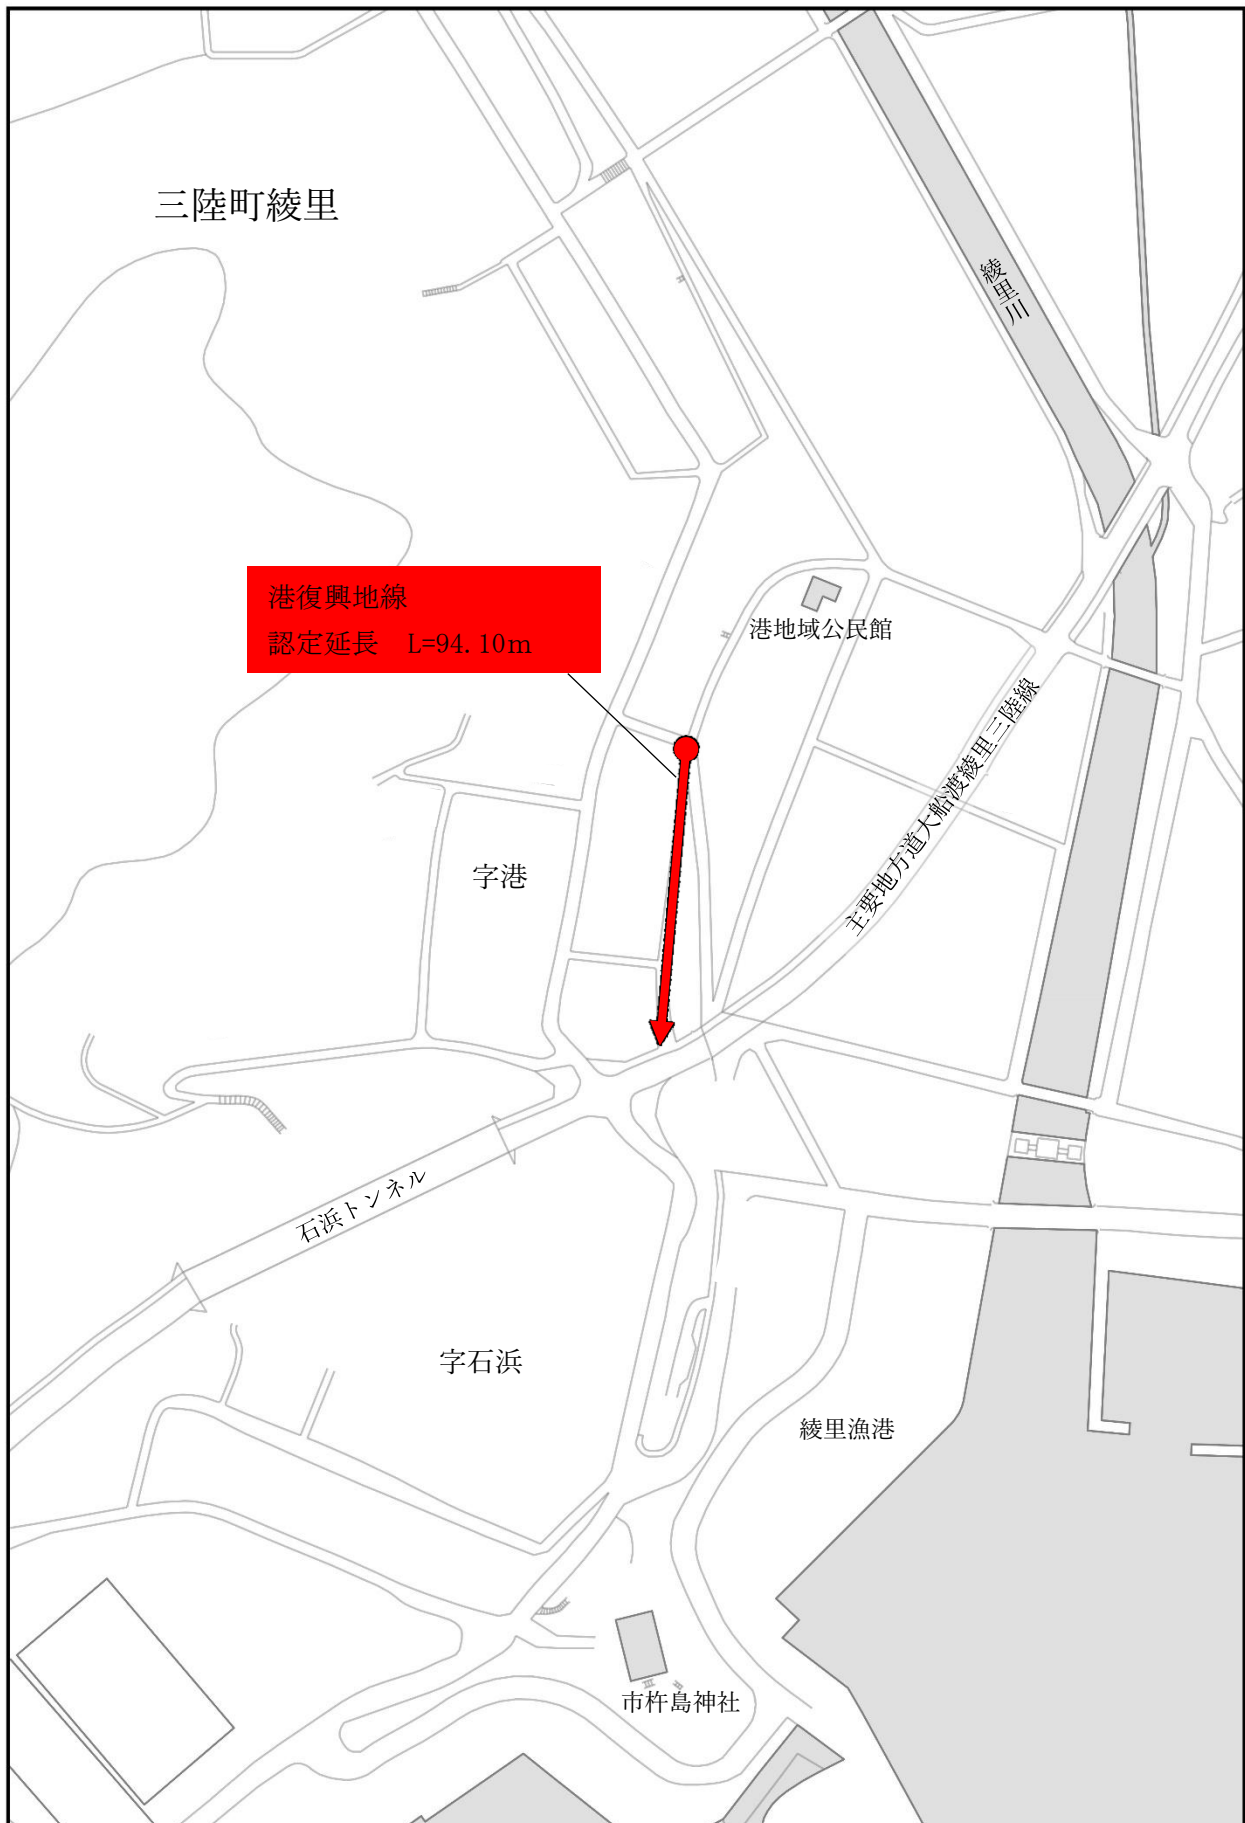 三陸町綾里
綾里川
港復興地線
認定延長　L=94.10m
港地域公民館
主要地方道大船渡綾里三陸線
字港
石浜トンネル
字石浜
綾里漁港
市杵島神社